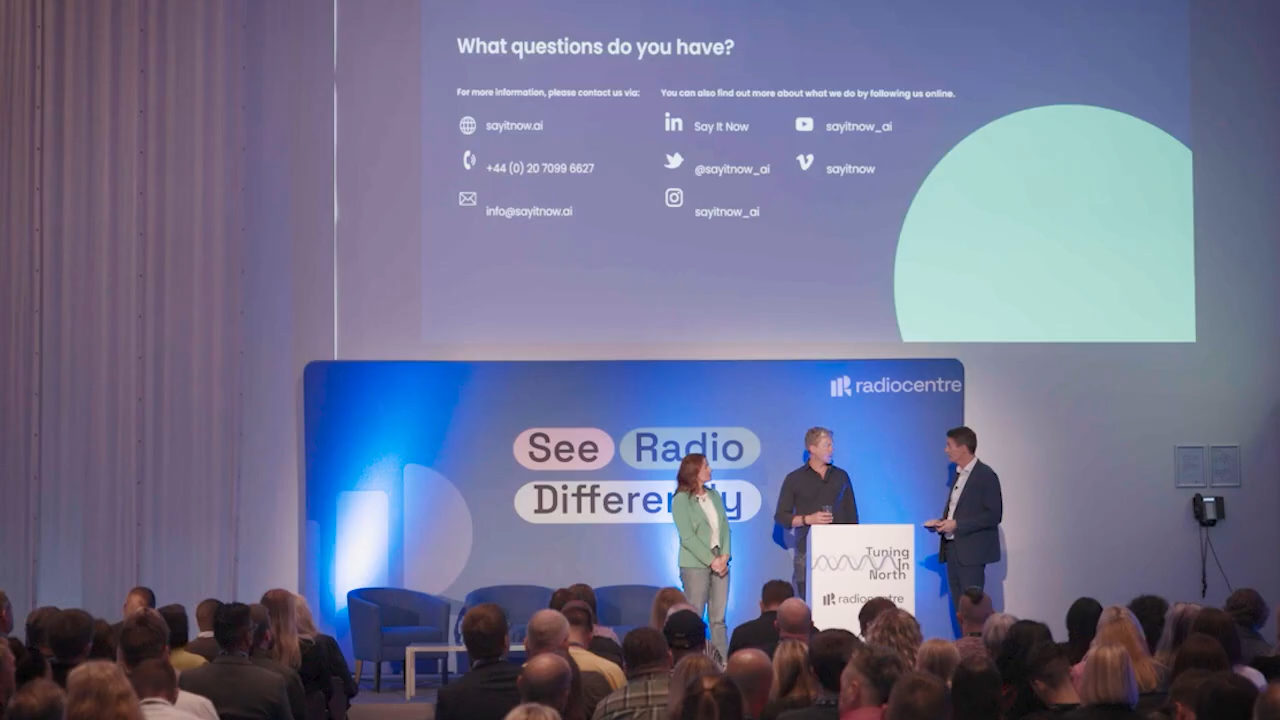 What questions do you have?
For more information, please contact us via:
sayitnow.ai
+44 (0) 20 7099 6627
info@sayitnow.ai
You can also find out more about what we do by following us online.
Say It Now
@sayitnow_ai
sayitnow_ai
sayitnow_ai
sayitnow
radiocentre
See Radio
Differently
Tuning
In
North
radiocentre